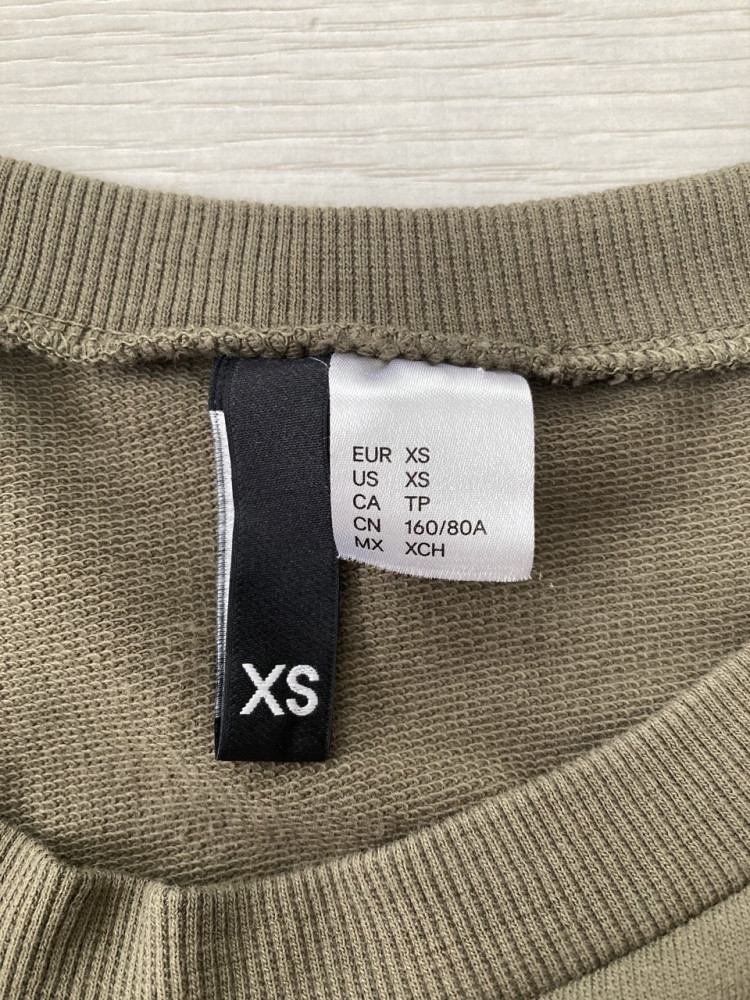 EUR XS
US XS
CA TP
CN 160/80A
MX XCH
XS